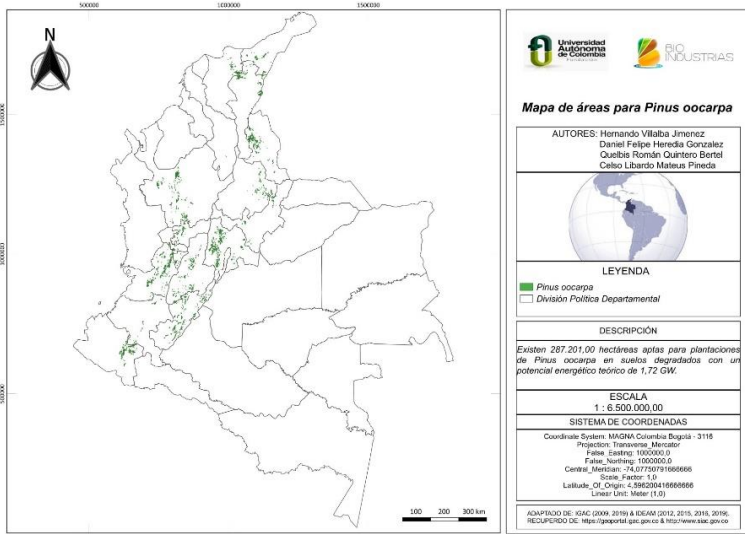 500000
1000000
1500000
1500000
1000000
500000
N
100 200 300 km
Universidad
Autónoma
de Colombia
BIO
INDUSTRIAS
Mapa de áreas para Pinus oocarpa
AUTORES: Hernando Villalba Jimenez
Daniel Felipe Heredia Gonzalez
Quelbis Román Quintero Bertel
Celso Libardo Mateus Pineda
LEYENDA
Pinus oocarpa
División Política Departamental
DESCRIPCIÓN
Existen 287.201,00 hectáreas aptas para plantaciones
de Pinus oocarpa en suelos degradados con un
potencial energético teórico de 1,72 GW.
ESCALA
1 : 6.500.000,00
SISTEMA DE COORDENADAS
Coordinate System: MAGNA Colombia Bogotá - 3116
Projection: Transverse_Mercator
False_Easting: 1000000,0
False_Northing: 1000000,0
Central_Meridian: -74,07750791666666
Scale_Factor: 1,0
Latitude_Of_Origin: 4,596200416666666
Linear Unit: Meter (1,0)
ADAPTADO DE: IGAC (2009, 2019) & IDEAM (2012, 2015, 2016, 2019).
RECUPERDO DE: https://geoportal.igac.gov.co & http://www.siac.gov.co